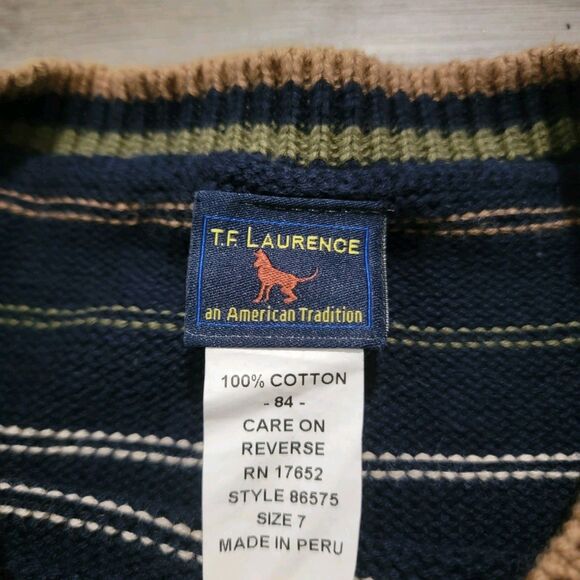 T.F. LAURENCE
an American Tradition
100% COTTON
- 84 -
CARE ON
REVERSE
RN 17652
STYLE 86575
SIZE 7
MADE IN PERU